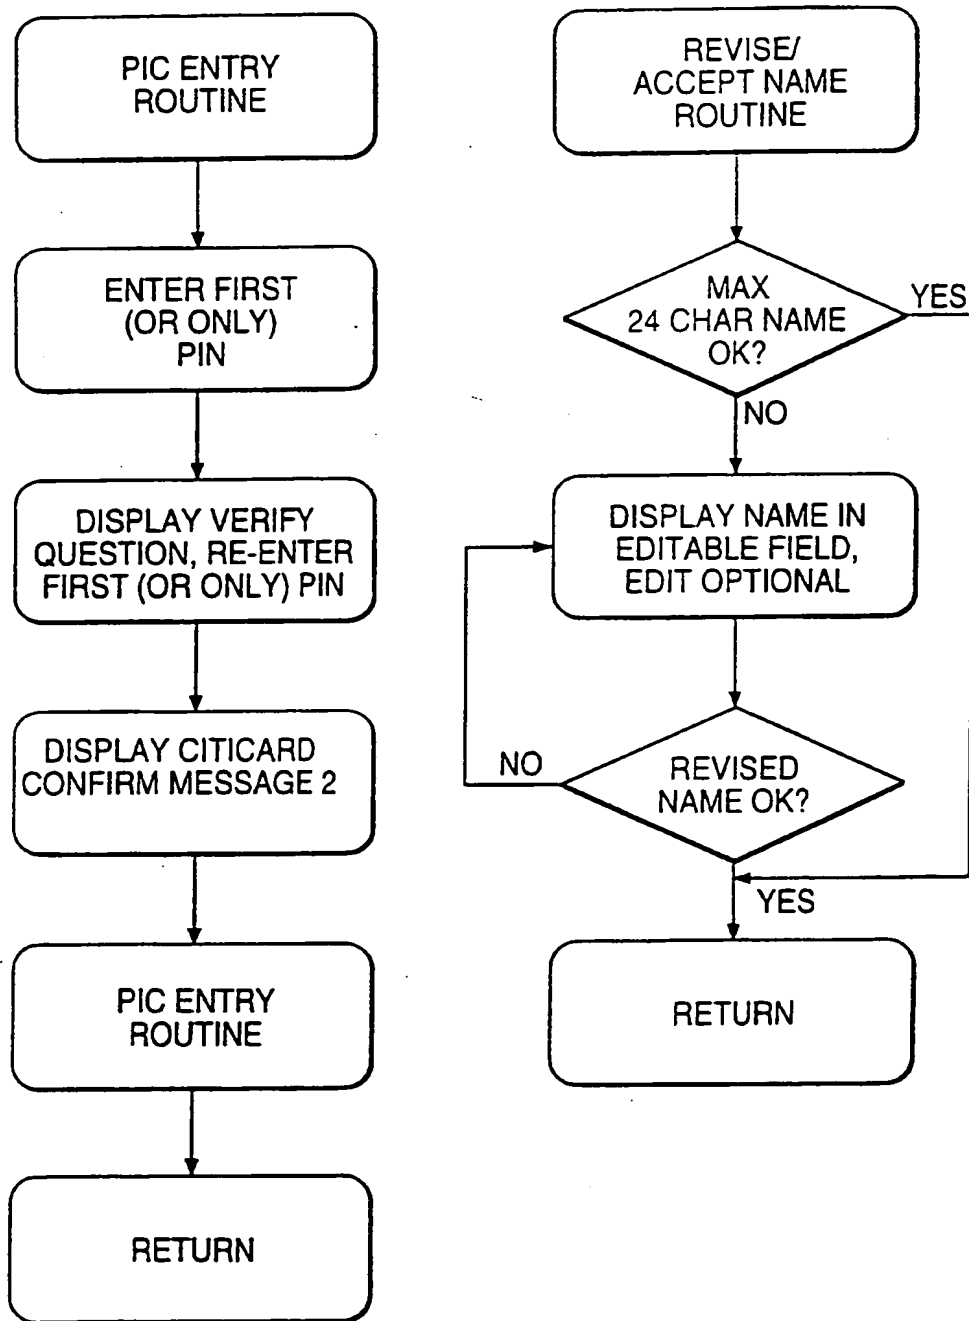 PIC ENTRY
ROUTINE
ENTER FIRST
(OR ONLY)
PIN
DISPLAY VERIFY
QUESTION, RE-ENTER
FIRST (OR ONLY) PIN
DISPLAY CITICARD
CONFIRM MESSAGE 2
PIC ENTRY
ROUTINE
RETURN
REVISE/
ACCEPT NAME
ROUTINE
MAX
24 CHAR NAME
OK?
YES
NO
DISPLAY NAME IN
EDITABLE FIELD,
EDIT OPTIONAL
REVISED
NAME OK?
NO
YES
RETURN